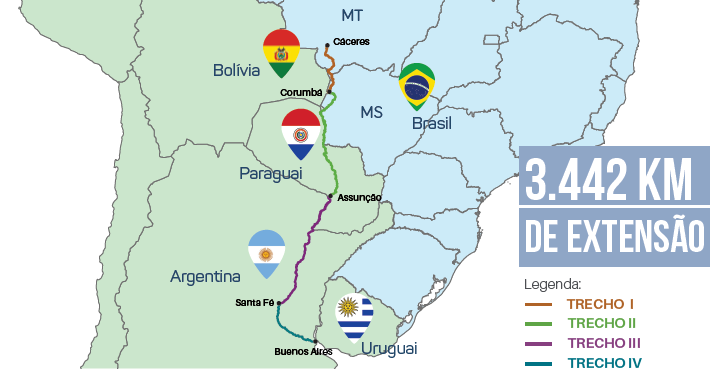 MT
Cáceres
Bolívia
Corumbá
MS
Brasil
Paraguai
Assunção
3.442 KM
DE EXTENSÃO
Argentina
Legenda:
Santa Fé
TRECHO I
TRECHO II
TRECHO III
Buenos Aires
Uruguai
TRECHO IV